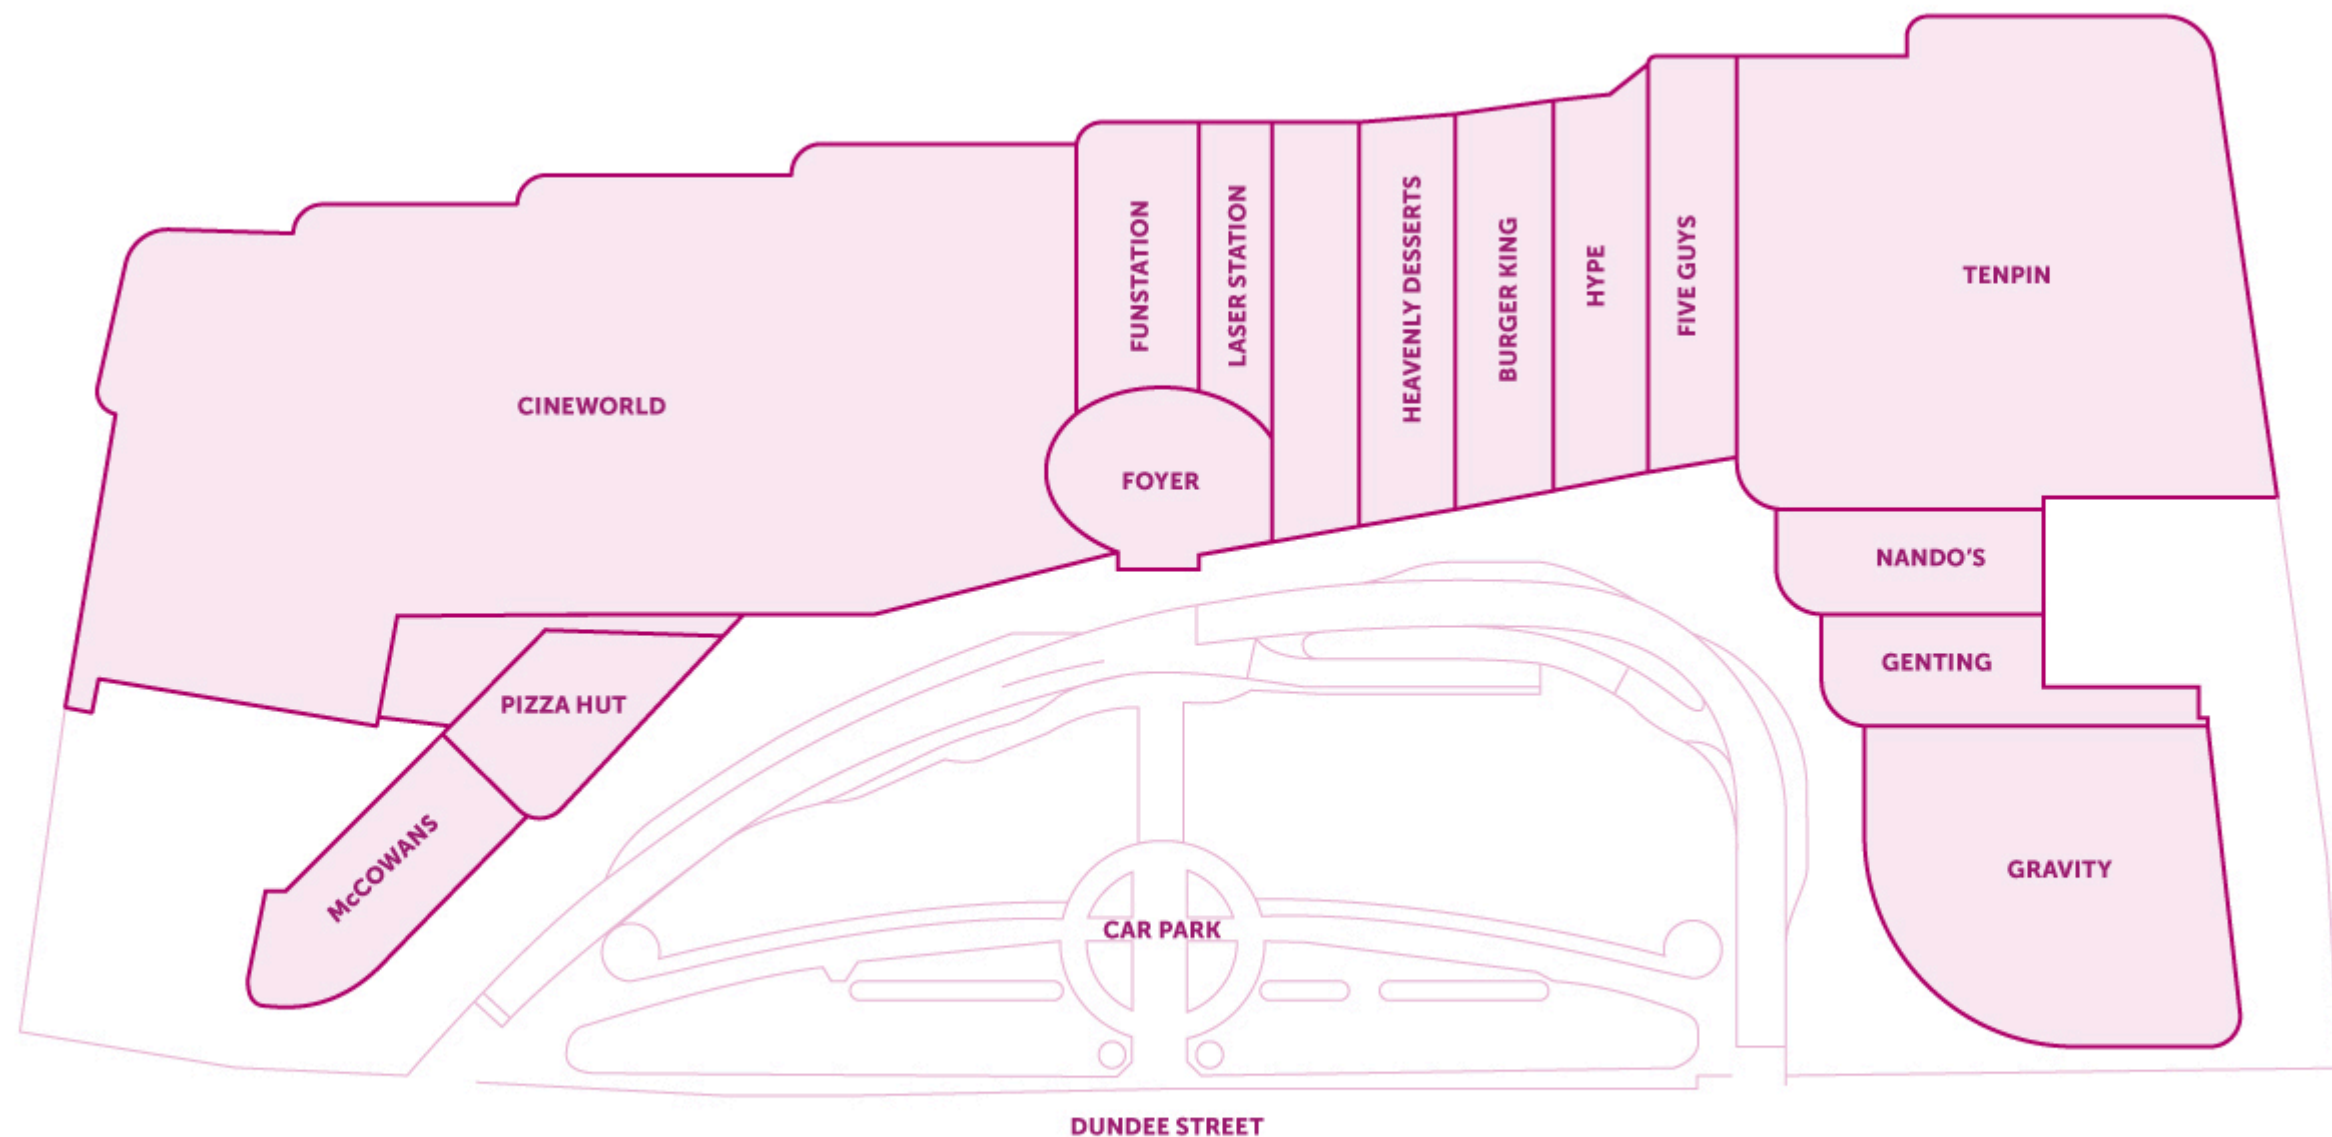 CINEWORLD
FUNSTATION
LASER STATION
HEAVENLY DESSERTS
BURGER KING
HYPE
FIVE GUYS
TENPIN
FOYER
NANDO'S
GENTING
PIZZA HUT
McCOWANS
GRAVITY
CAR PARK
DUNDEE STREET